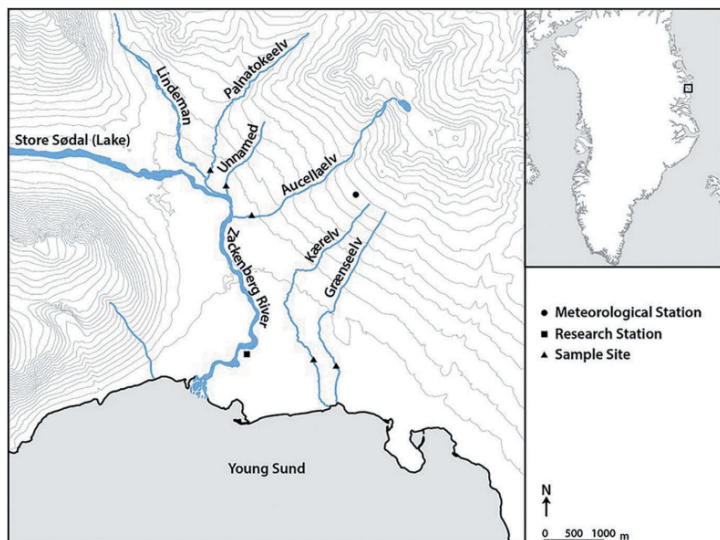 Lindeman
Palnatokeelv
Store Sødal (Lake)
Unnamed
Aucellaelv
Zackenberg River
Kærelv
Grænseelv
Young Sund
Meteorological Station
Research Station
Sample Site
N
0 500 1000 m